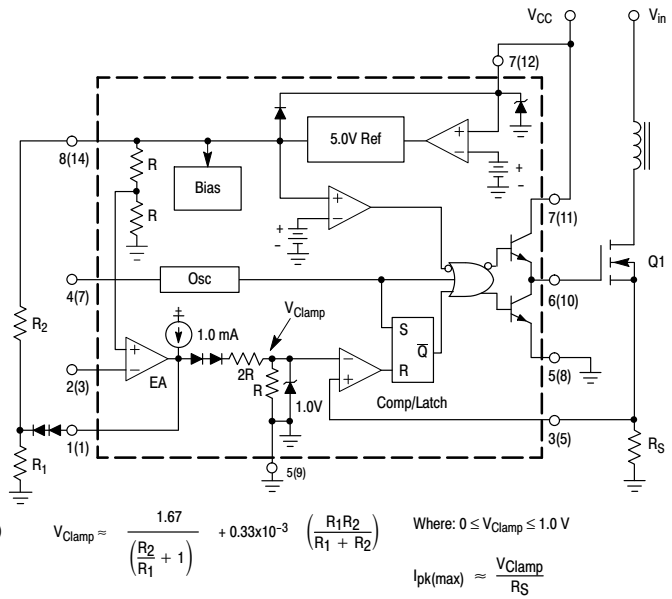 VCC
Vin
7(12)
8(14)
R
R
Bias
5.0V Ref
+
−
+
−
+
−
+
−
7(11)
Q1
4(7)
Osc
6(10)
R2
1.0 mA
VClamp
S
Q̅
R
2(3)
+
−
EA
2R
R
1.0V
−
+
Comp/Latch
5(8)
1(1)
3(5)
R1
5(9)
RS
) VClamp ≈ 1.67 / (R2/R1 + 1) + 0.33x10−3 (R1R2 / R1 + R2) Where: 0 ≤ VClamp ≤ 1.0 V
Ipk(max) ≈ VClamp / RS